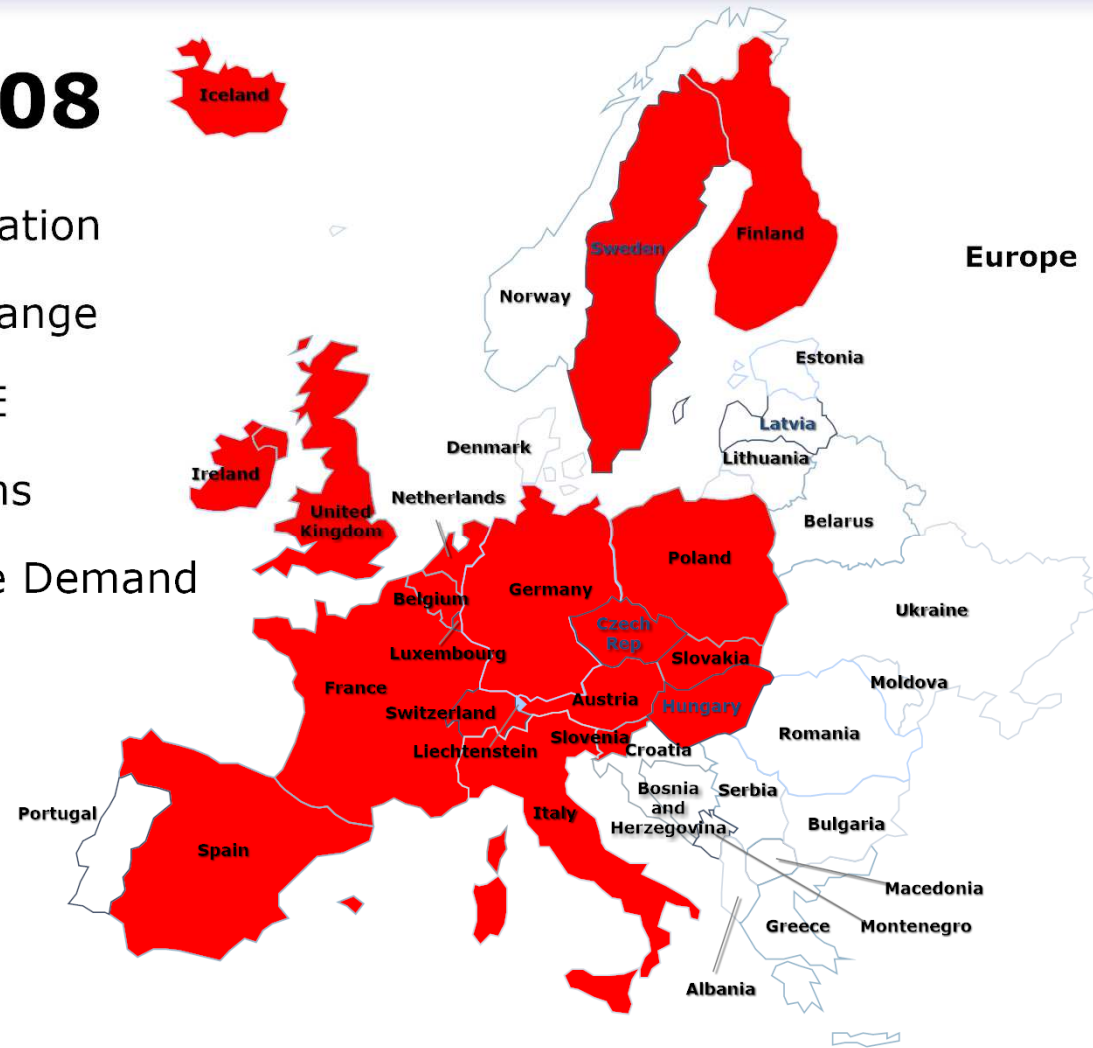 08
ation
ange
E
ns
e Demand
Europe
Iceland
Sweden
Finland
Norway
Estonia
Latvia
Lithuania
Denmark
Ireland
Netherlands
United
Kingdom
Belarus
Poland
Germany
Belgium
Czech
Rep
Ukraine
Luxembourg
Slovakia
France
Moldova
Austria
Hungary
Switzerland
Liechtenstein
Slovenia
Croatia
Romania
Bosnia
and
Herzegovina
Serbia
Portugal
Italy
Bulgaria
Spain
Macedonia
Greece
Montenegro
Albania